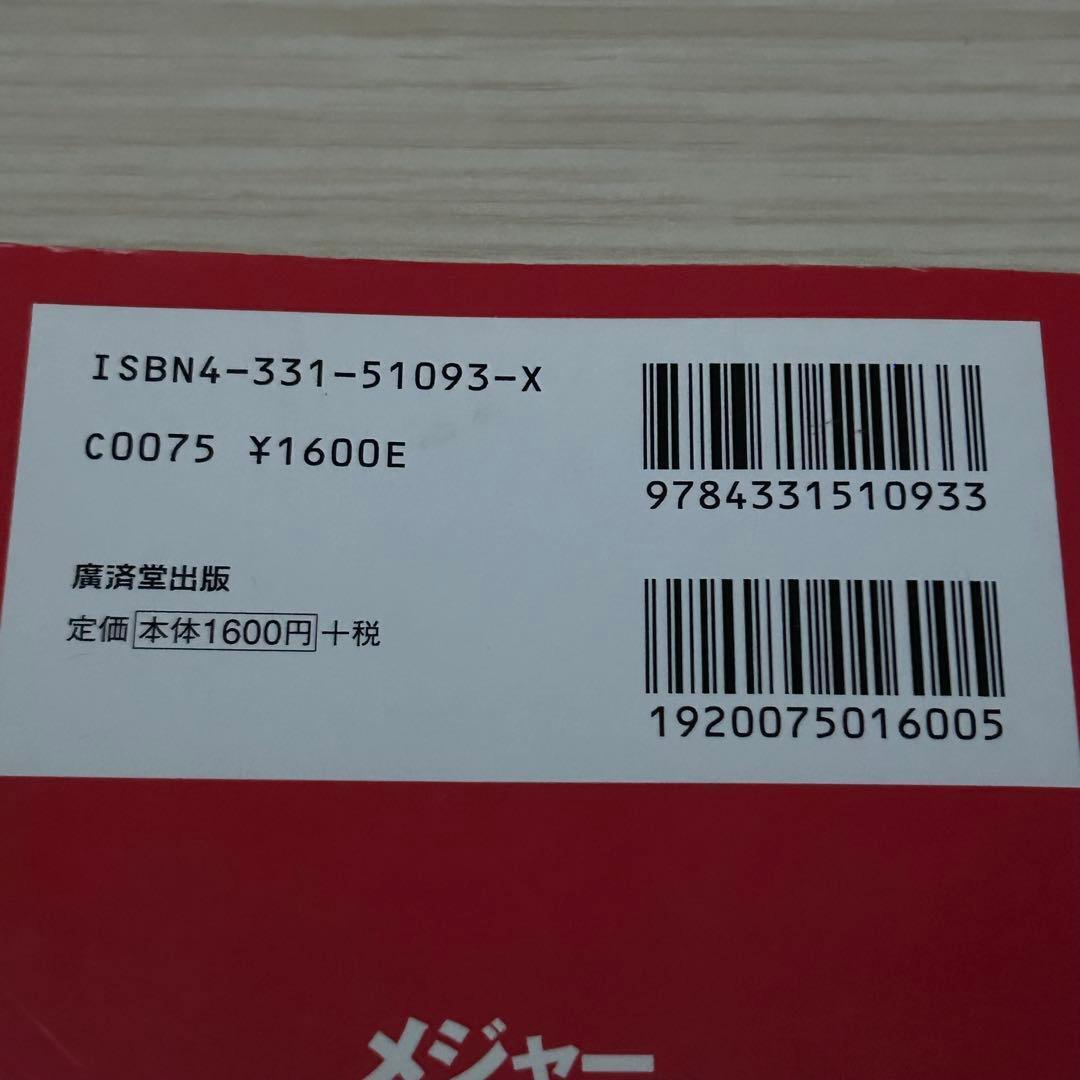 ISBN4-331-51093-X
C0075 ¥1600E
9784331510933
廣済堂出版
定価 本体1600円+税
1920075016005
メジャー